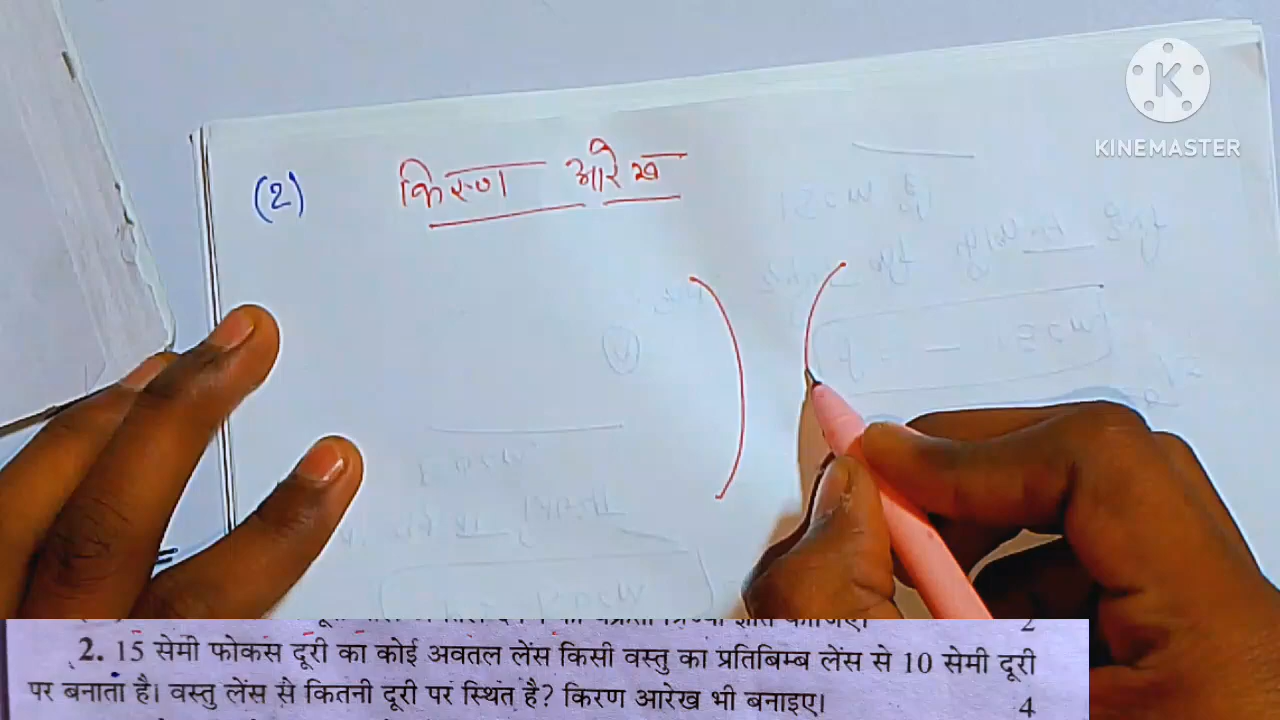 KINEMASTER
(2) किरण आरेख
2
2. 15 सेमी फोकस दूरी का कोई अवतल लेंस किसी वस्तु का प्रतिबिम्ब लेंस से 10 सेमी दूरी
पर बनाता है। वस्तु लेंस से कितनी दूरी पर स्थित है? किरण आरेख भी बनाइए। 4